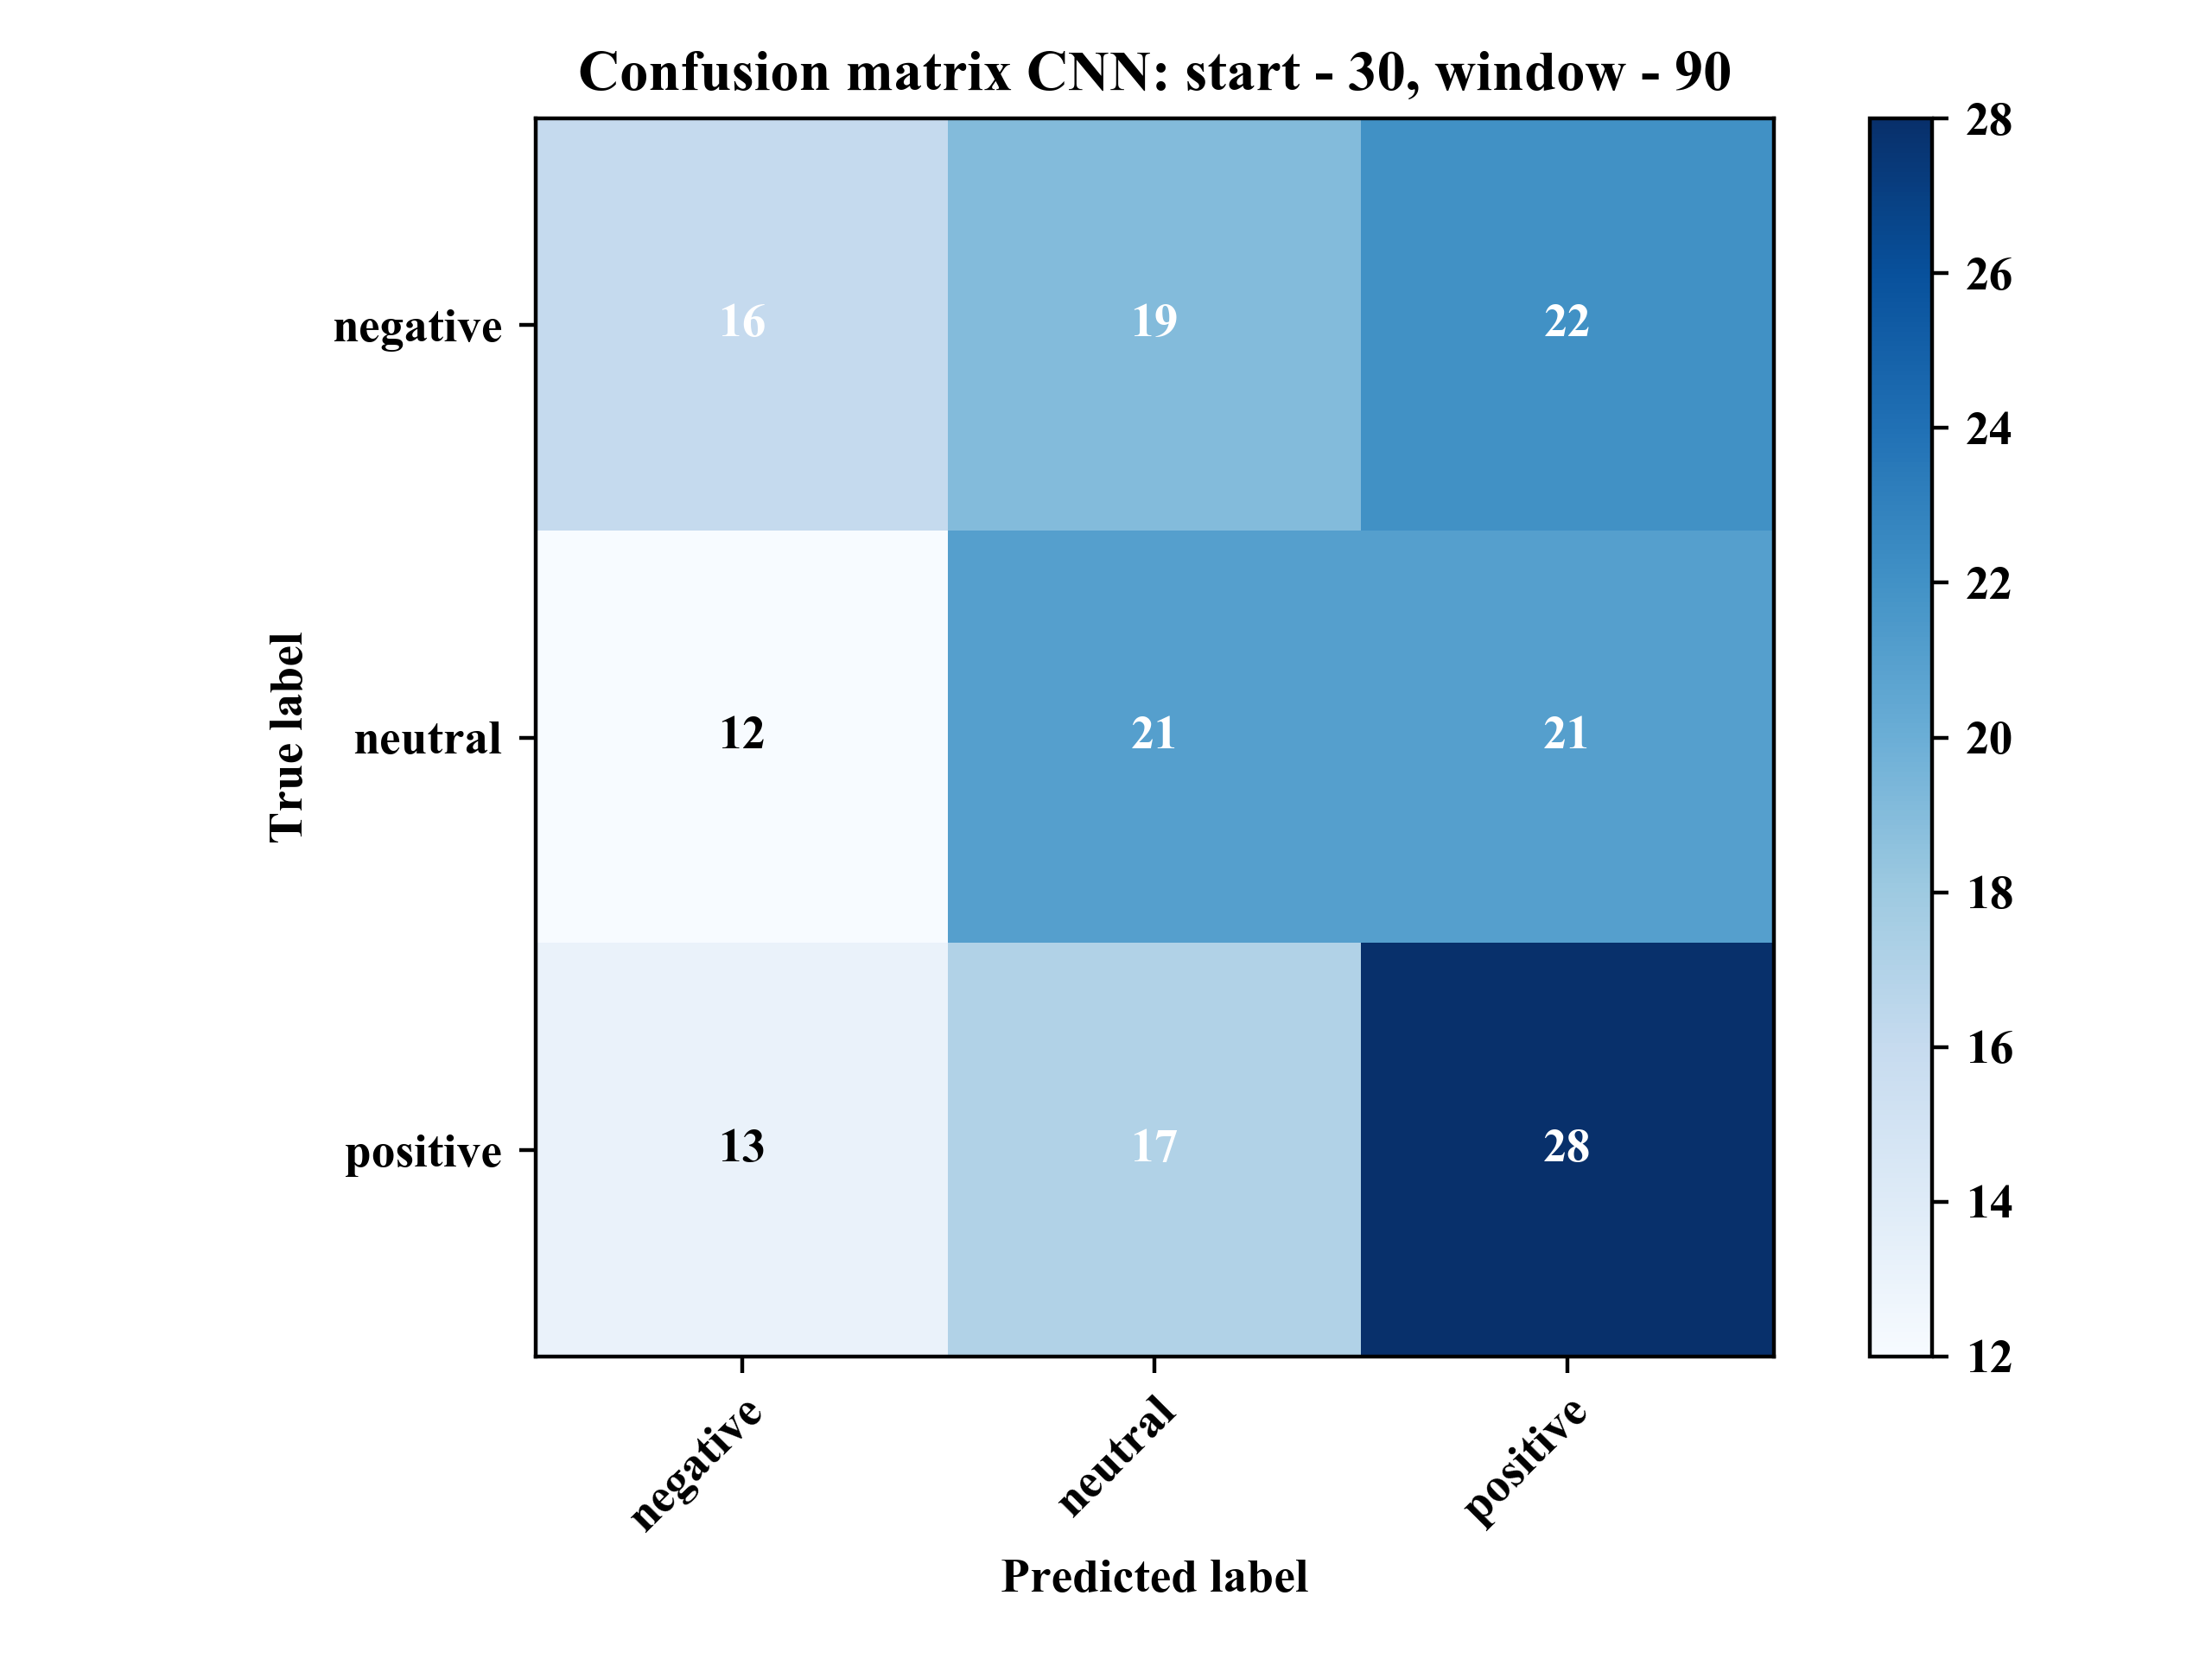 Confusion matrix CNN: start - 30, window - 90
28
26
24
22
20
18
16
14
12
True label
negative
16
19
22
neutral
12
21
21
positive
13
17
28
negative
neutral
positive
Predicted label